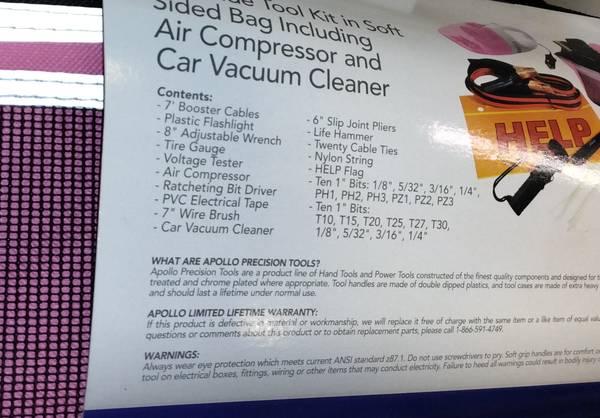 Tool Kit in Soft
Sided Bag Including
Air Compressor and
Car Vacuum Cleaner
Contents:
- 7' Booster Cables
- Plastic Flashlight
- 8" Adjustable Wrench
- Tire Gauge
- Voltage Tester
- Air Compressor
- Ratcheting Bit Driver
- PVC Electrical Tape
- 7" Wire Brush
- Car Vacuum Cleaner
- 6" Slip Joint Pliers
- Life Hammer
- Twenty Cable Ties
- Nylon String
- HELP Flag
- Ten 1" Bits: 1/8", 5/32", 3/16", 1/4",
PH1, PH2, PH3, PZ1, PZ2, PZ3
- Ten 1" Bits:
T10, T15, T20, T25, T27, T30,
1/8", 5/32", 3/16", 1/4"
HELP
WHAT ARE APOLLO PRECISION TOOLS?
Apollo Precision Tools are a product line of Hand Tools and Power Tools constructed of the finest quality components and designed for
treated and chrome plated where appropriate. Tool handles are made of double dipped plastics, and tool cases are made of extra heavy
and should last a lifetime under normal use.
APOLLO LIMITED LIFETIME WARRANTY:
If this product is defective in material or workmanship, we will replace it free of charge with the same item or a like item of equal
questions or comments about this product or to obtain replacement parts, please call 1-866-591-4749.
WARNINGS:
Always wear eye protection which meets current ANSI standard z87.1. Do not use screwdrivers to pry. Soft grip handles are for comfort
tool on electrical boxes, fittings, wiring or other items that may conduct electricity. Failure to heed all warnings could result in bodily injury